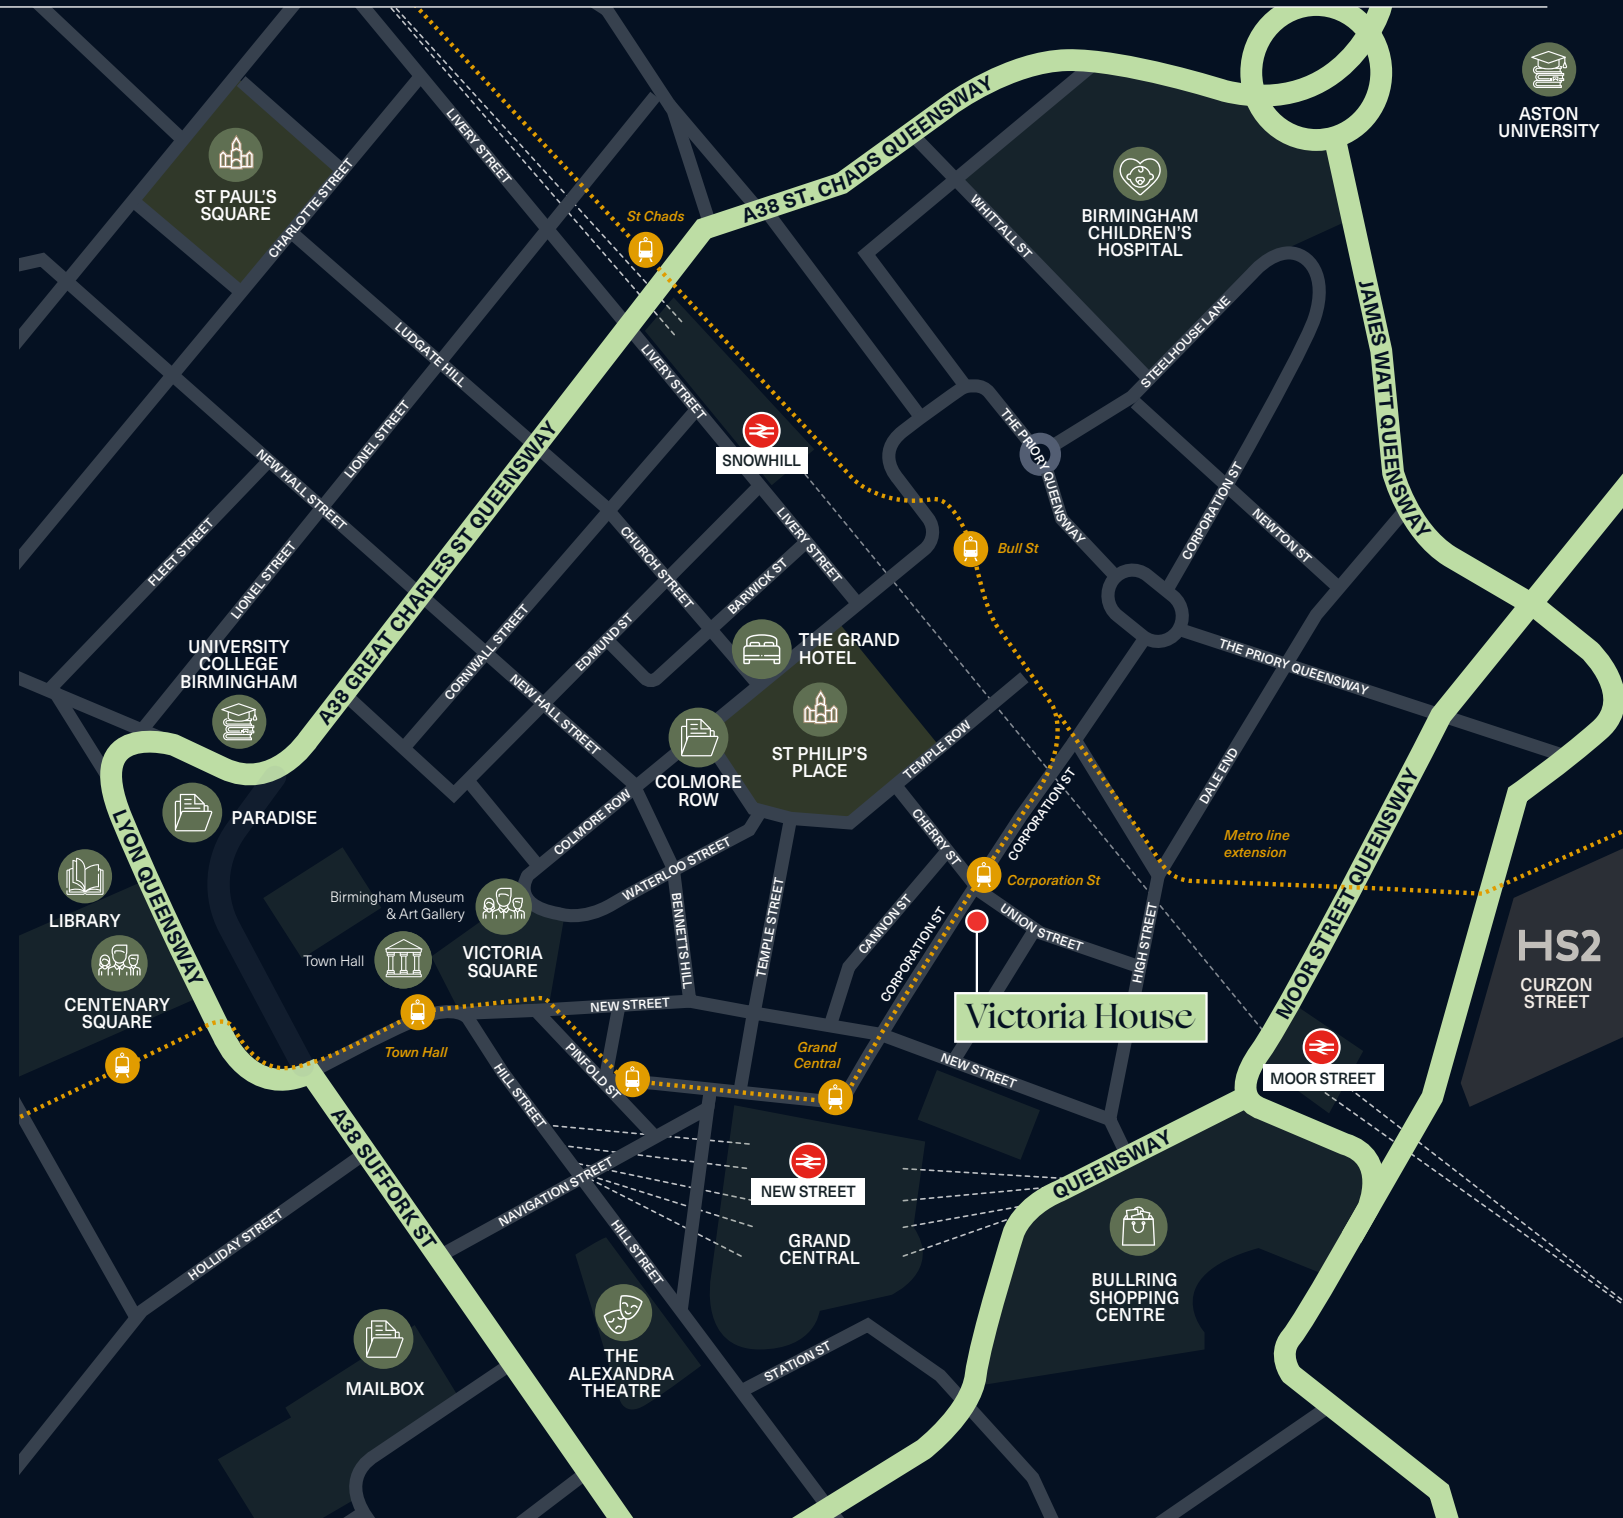 ASTON
UNIVERSITY
A38 ST. CHADS QUEENSWAY
LIVERY STREET
ST PAUL'S
SQUARE
CHARLOTTE STREET
St Chads
WHITTALL ST
BIRMINGHAM
CHILDREN'S
HOSPITAL
JAMES WATT QUEENSWAY
STEELHOUSE LANE
LUDGATE HILL
LIVERY STREET
SNOWHILL
LIONEL STREET
NEW HALL STREET
A38 GREAT CHARLES ST QUEENSWAY
THE PRIORY QUEENSWAY
CORPORATION ST
NEWTON ST
FLEET STREET
LIONEL STREET
CHURCH STREET
LIVERY STREET
BARWICK ST
Bull St
UNIVERSITY
COLLEGE
BIRMINGHAM
CORNWALL STREET
EDMUND ST
THE GRAND
HOTEL
THE PRIORY QUEENSWAY
NEW HALL STREET
ST PHILIP'S
PLACE
TEMPLE ROW
DALE END
COLMORE
ROW
PARADISE
COLMORE ROW
CHERRY ST
CORPORATION ST
MOOR STREET QUEENSWAY
Metro line
extension
LYON QUEENSWAY
WATERLOO STREET
LIBRARY
Birmingham Museum
& Art Gallery
Corporation St
BENNETTS HILL
TEMPLE STREET
CANNON ST
CORPORATION ST
UNION STREET
HIGH STREET
Town Hall
VICTORIA
SQUARE
HS2
CURZON
STREET
CENTENARY
SQUARE
NEW STREET
Victoria House
Town Hall
Grand
Central
PINFOLD ST
HILL STREET
NEW STREET
MOOR STREET
A38 SUFFORK ST
QUEENSWAY
NEW STREET
NAVIGATION STREET
HOLLIDAY STREET
HILL STREET
GRAND
CENTRAL
BULLRING
SHOPPING
CENTRE
THE
ALEXANDRA
THEATRE
STATION ST
MAILBOX